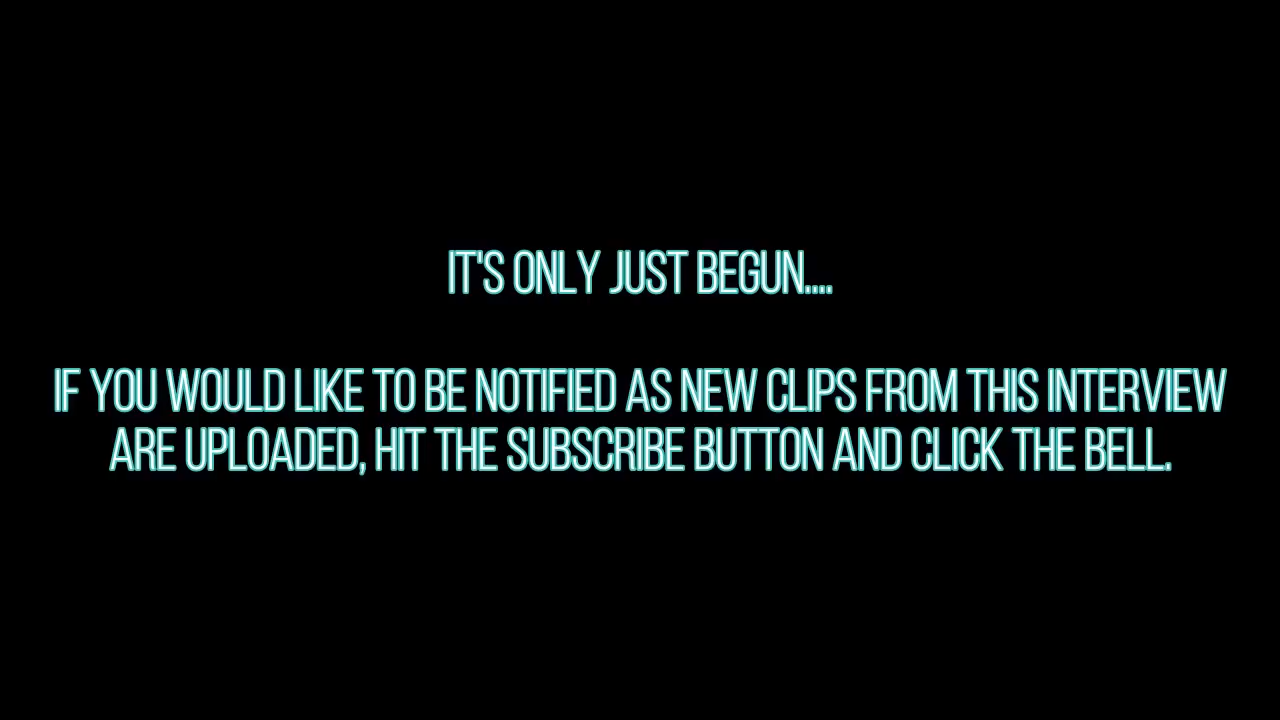 IT'S ONLY JUST BEGUN....
IF YOU WOULD LIKE TO BE NOTIFIED AS NEW CLIPS FROM THIS INTERVIEW
ARE UPLOADED, HIT THE SUBSCRIBE BUTTON AND CLICK THE BELL.